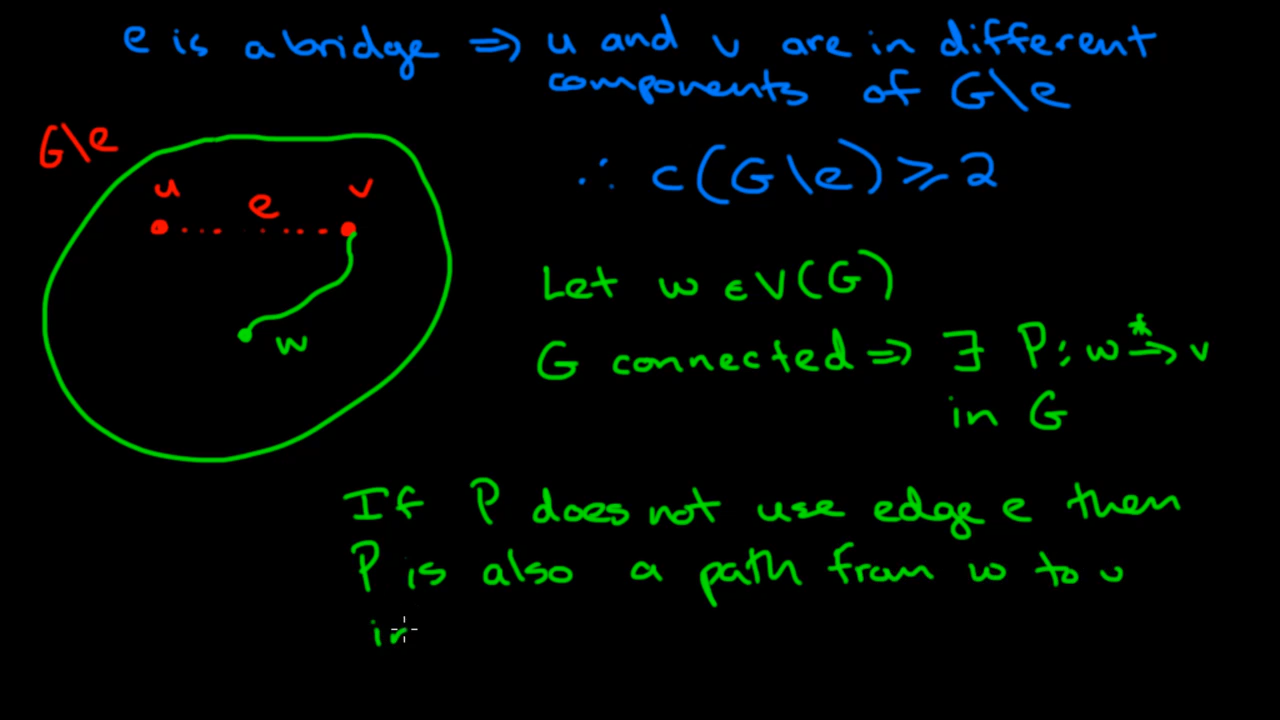 e is a bridge ⇒ u and v are in different
components of G\e
G\e
u
e
v
w
∴ c(G\e) ⩾ 2
Let w ∈ V(G)
G connected ⇒ ∃ P: w →* v
in G
If P does not use edge e then
P is also a path from w to v
in